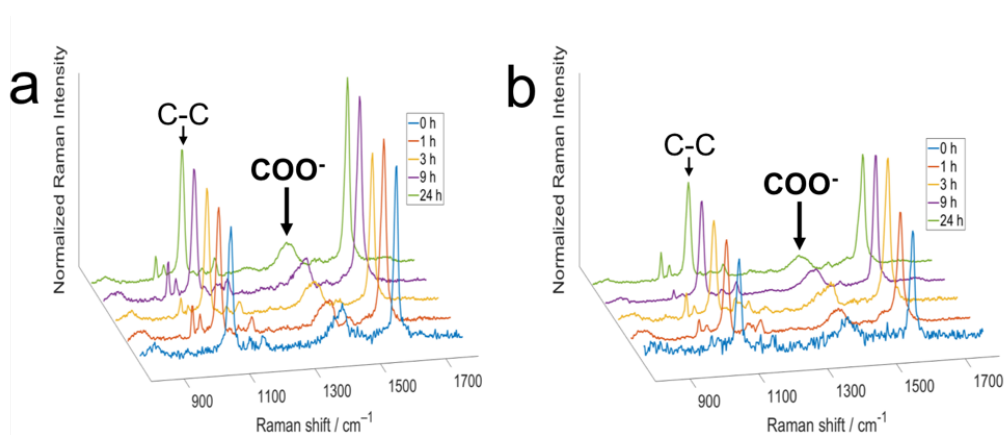 a
Normalized Raman Intensity
C-C
COO⁻
0 h
1 h
3 h
9 h
24 h
900
1100
1300
1500
1700
Raman shift / cm⁻¹
b
Normalized Raman Intensity
C-C
COO⁻
0 h
1 h
3 h
9 h
24 h
900
1100
1300
1500
1700
Raman shift / cm⁻¹